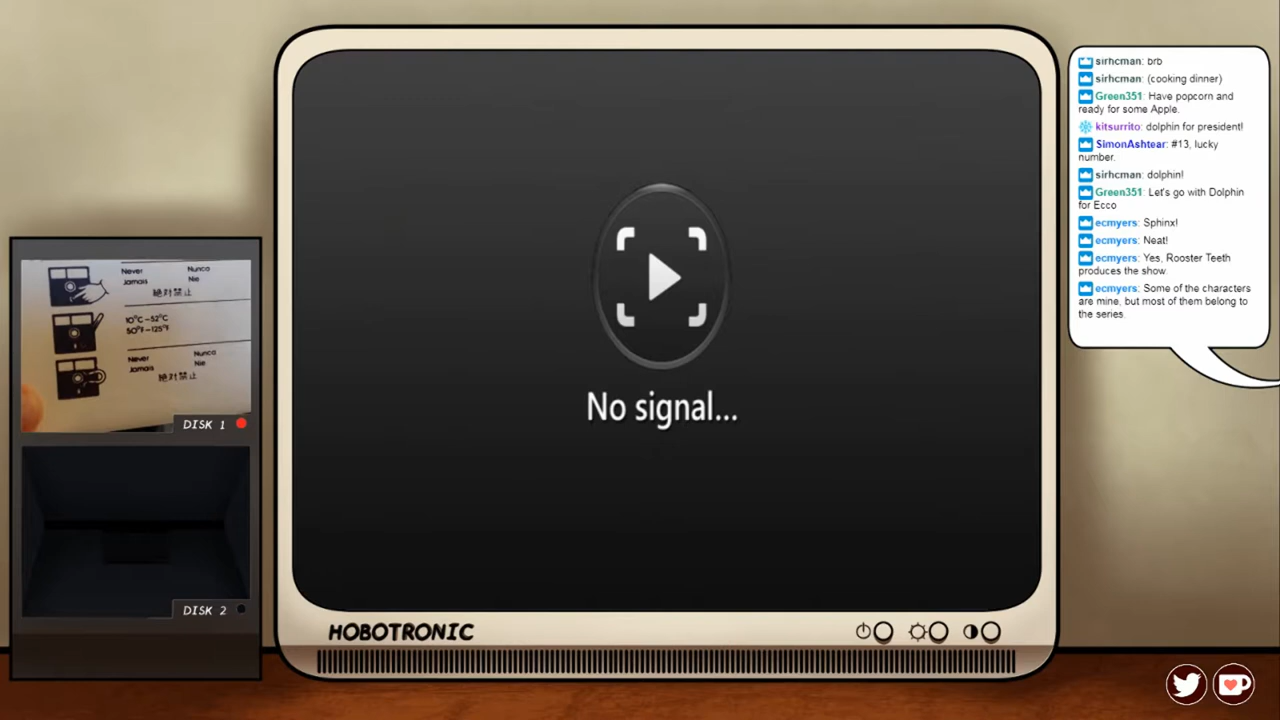 Never Nunca
Jamais Nie
絶対禁止
10°C-52°C
50°F-125°F
Never Nunca
Jamais Nie
絶対禁止
DISK 1
DISK 2
No signal...
HOBOTRONIC
sirhcman: brb
sirhcman: (cooking dinner)
Green351: Have popcorn and
ready for some Apple.
kitsurrito: dolphin for president!
SimonAshtear: #13, lucky
number.
sirhcman: dolphin!
Green351: Let's go with Dolphin
for Ecco
ecmyers: Sphinx!
ecmyers: Neat!
ecmyers: Yes, Rooster Teeth
produces the show.
ecmyers: Some of the characters
are mine, but most of them belong to
the series.